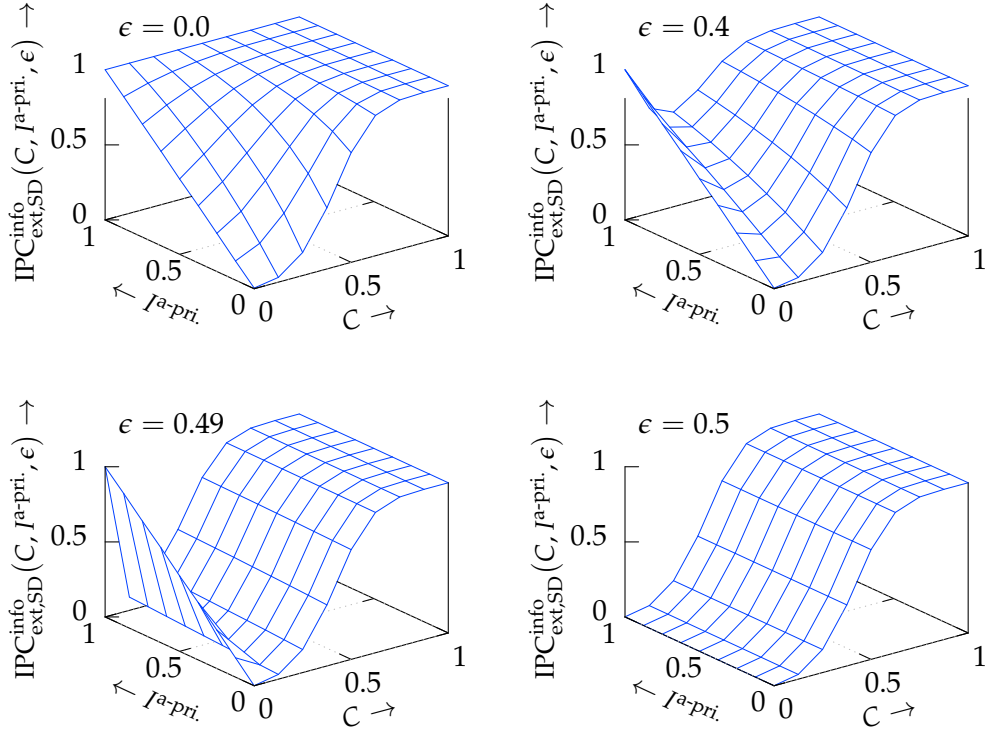 ϵ = 0.0
IPC^info_ext,SD (C, I^a-pri., ϵ) →
1
0.5
0
1
0.5
0
← I^a-pri.
0
0.5
1
C →
ϵ = 0.4
IPC^info_ext,SD (C, I^a-pri., ϵ) →
1
0.5
0
1
0.5
0
← I^a-pri.
0
0.5
1
C →
ϵ = 0.49
IPC^info_ext,SD (C, I^a-pri., ϵ) →
1
0.5
0
1
0.5
0
← I^a-pri.
0
0.5
1
C →
ϵ = 0.5
IPC^info_ext,SD (C, I^a-pri., ϵ) →
1
0.5
0
1
0.5
0
← I^a-pri.
0
0.5
1
C →